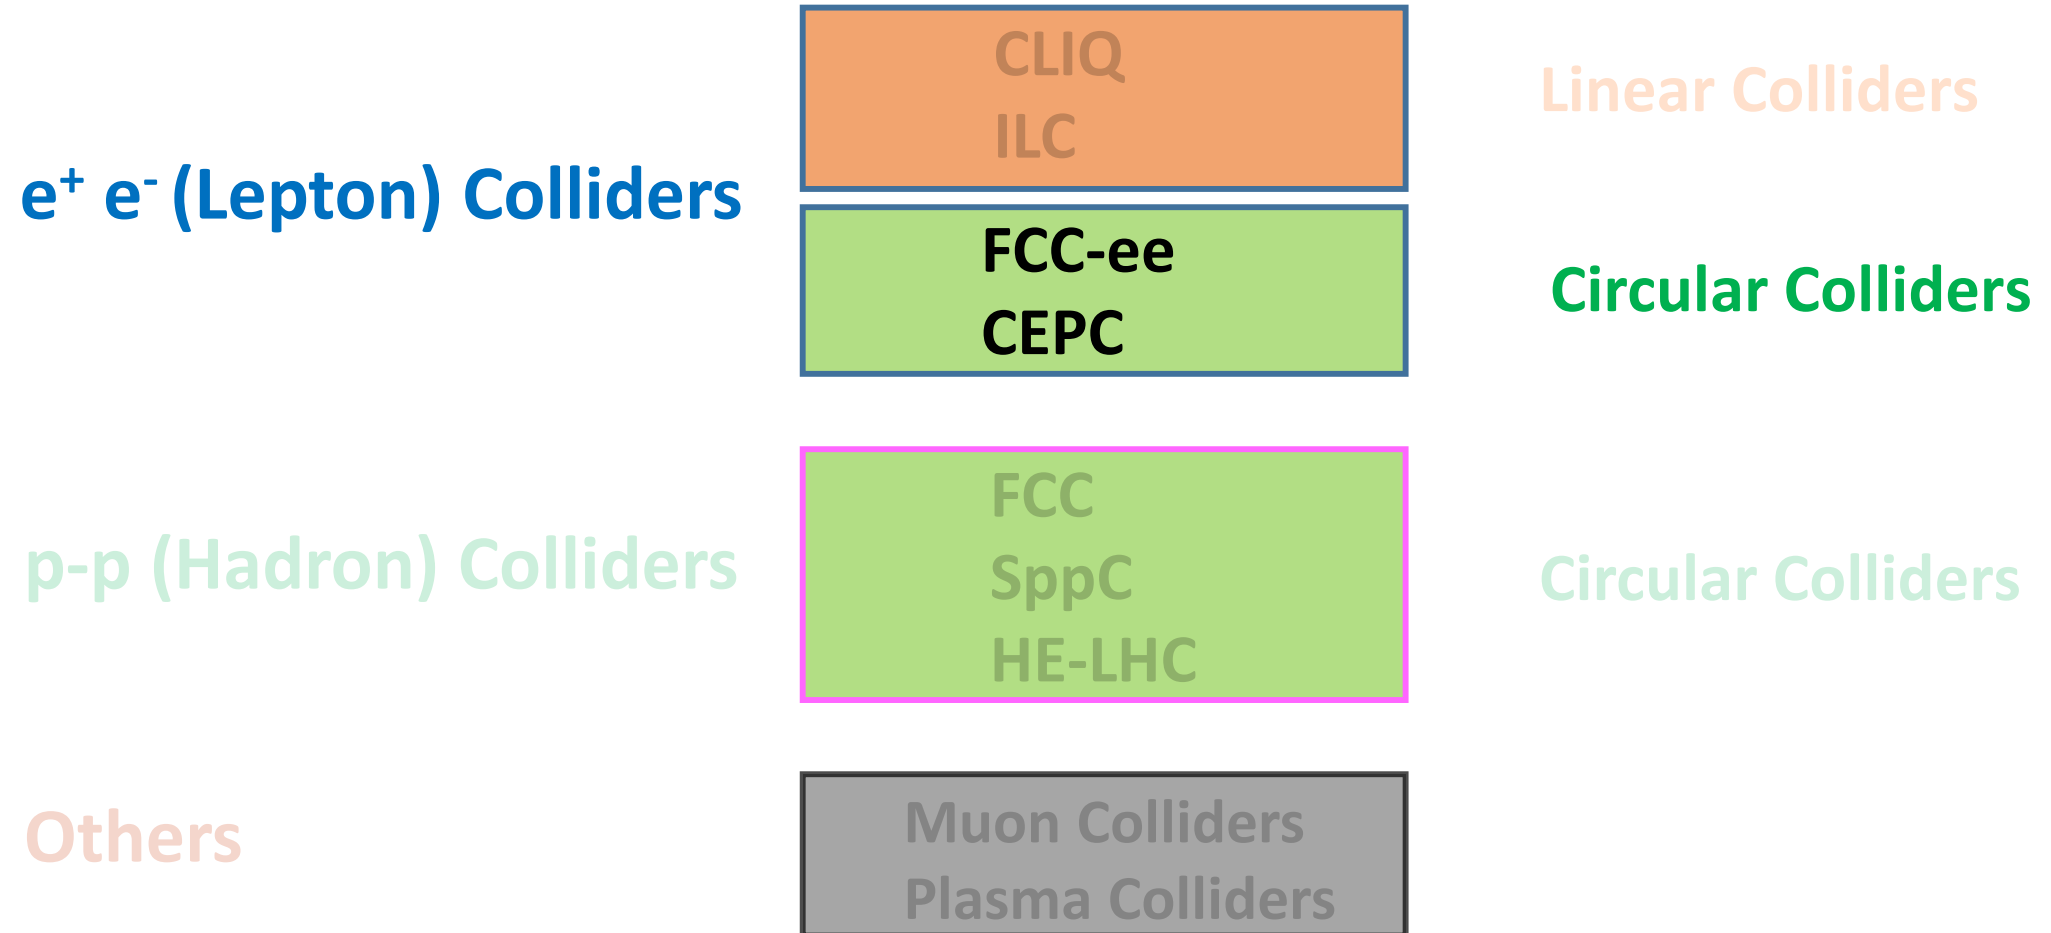 CLIQ
ILC
Linear Colliders
e+ e- (Lepton) Colliders
FCC-ee
CEPC
Circular Colliders
p-p (Hadron) Colliders
FCC
SppC
HE-LHC
Circular Colliders
Others
Muon Colliders
Plasma Colliders